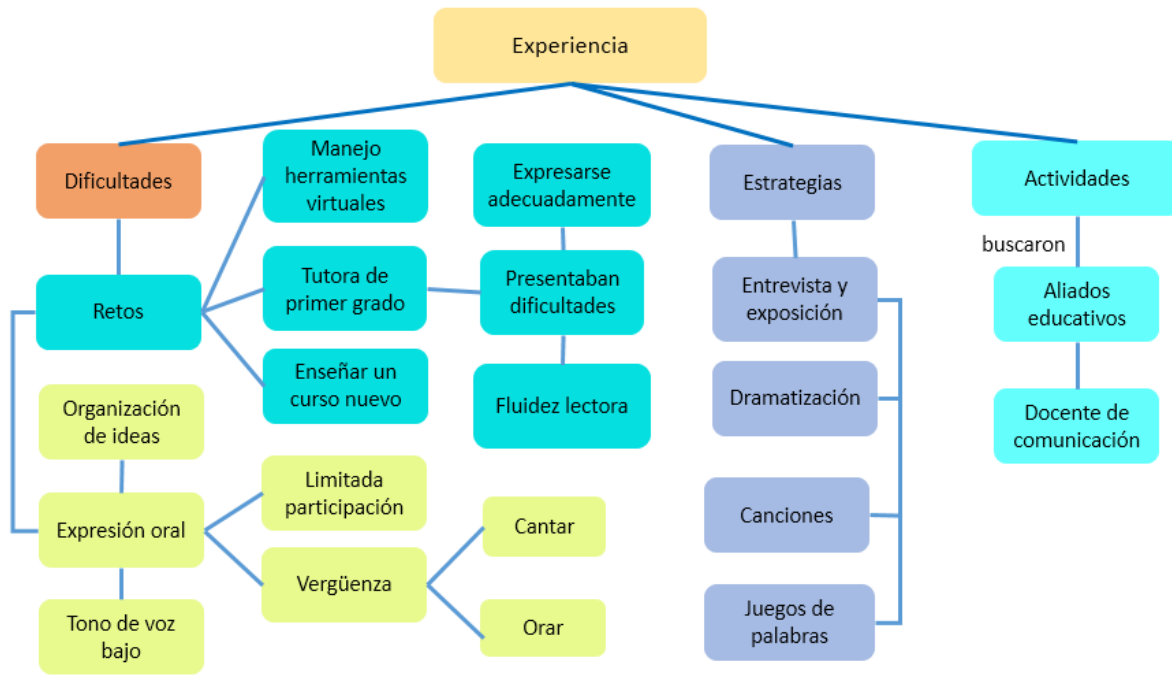 Experiencia
Dificultades
Retos
Manejo
herramientas
virtuales
Tutora de
primer grado
Enseñar un
curso nuevo
Expresarse
adecuadamente
Presentaban
dificultades
Fluidez lectora
Organización
de ideas
Expresión oral
Tono de voz
bajo
Limitada
participación
Vergüenza
Cantar
Orar
Estrategias
Entrevista y
exposición
Dramatización
Canciones
Juegos de
palabras
Actividades
buscaron
Aliados
educativos
Docente de
comunicación